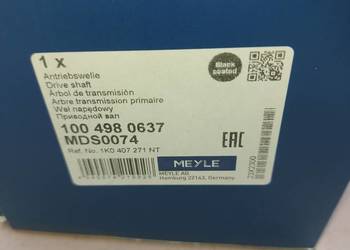 1 x
Black
coated
Antriebswelle
Drive shaft
Árbol de transmisión
Arbre transmission primaire
Wał napędowy
Приводной вал
100 498 0637
MDS0074
Ref. No. 1K0 407 271 NT
EAC
MEYLE
MEYLE AG
Hamburg 22143, Germany